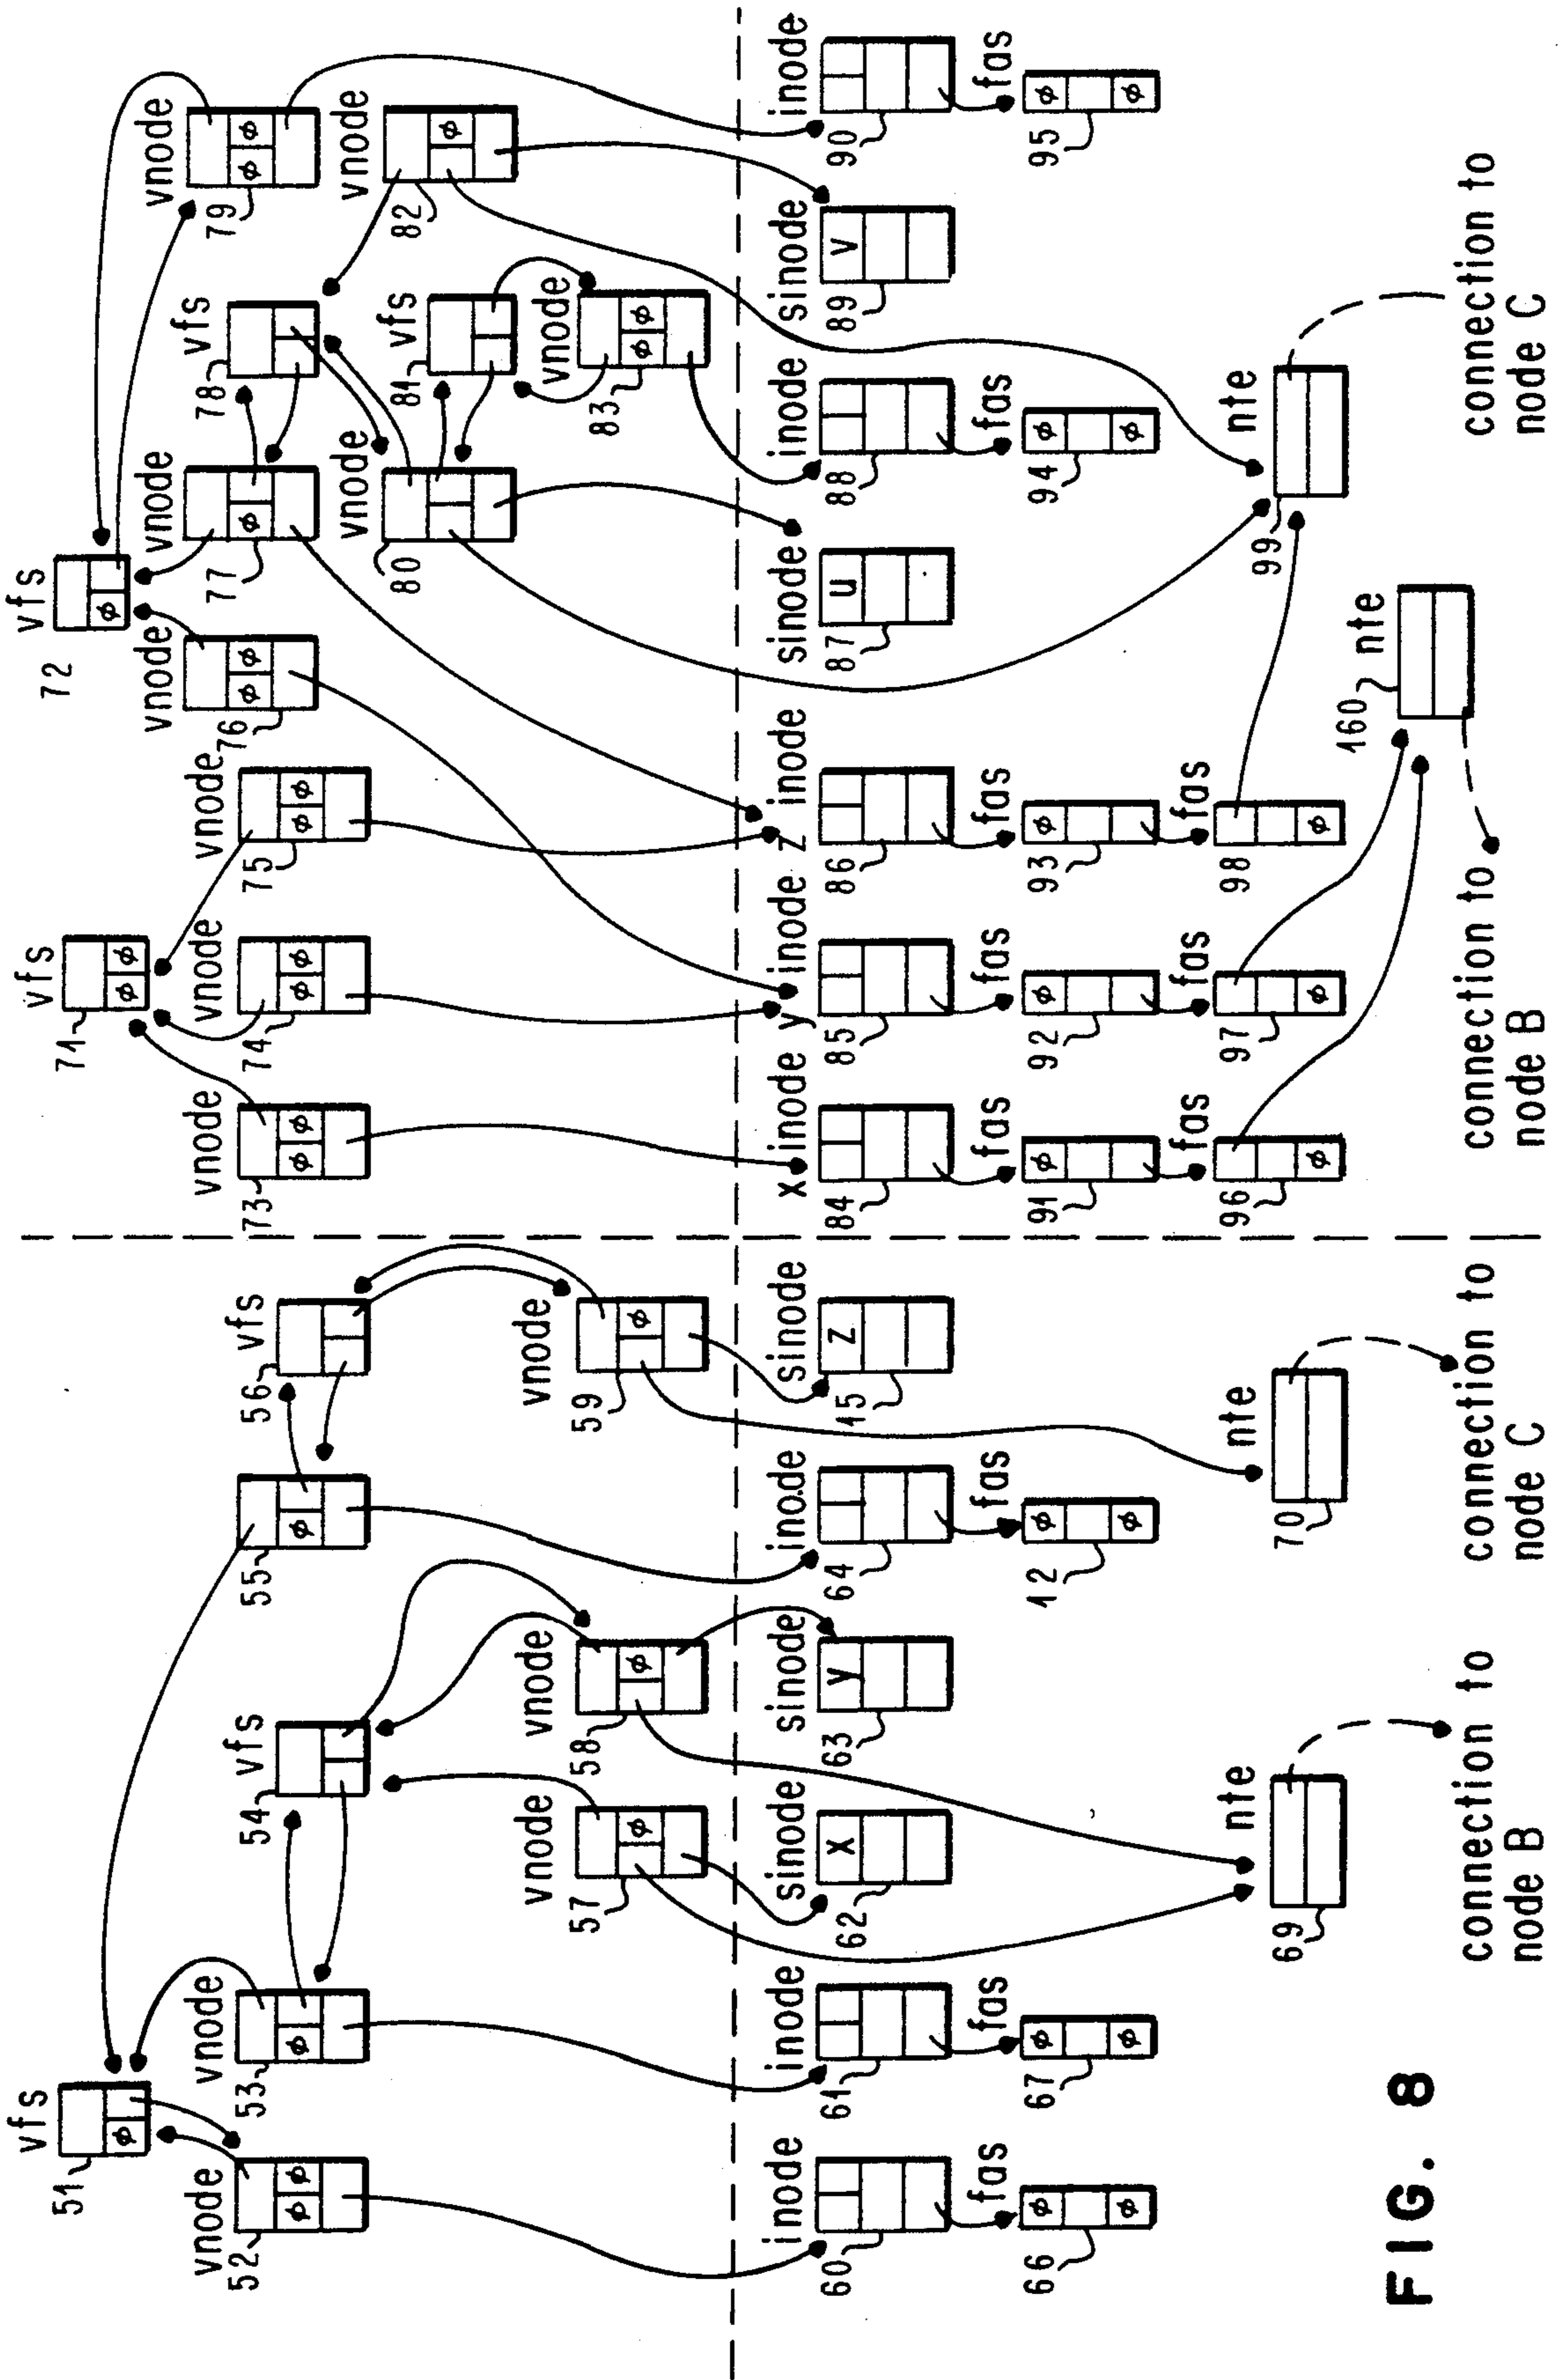 vfs
51
vnode
52
φ φ
φ
vnode
53
φ
vfs
54
55
φ
vfs
56
vnode
57
φ
vnode
58
φ
vnode
59
φ
inode
60
inode
61
sinode
62
x
sinode
63
y
inode
64
sinode
15
z
fas
66
φ φ
fas
67
φ φ
fas
12
φ φ
nte
69
nte
70
connection to
node B
connection to
node C
vfs
71
φ φ
vfs
72
φ
vnode
73
φ φ
vnode
74
φ φ
vnode
75
φ φ
vnode
76
φ φ
vnode
77
φ
vfs
78
vnode
79
φ φ
vnode
80
vfs
81
vnode
82
φ
vnode
83
φ φ
x inode
84
y inode
85
z inode
86
sinode
87
u
inode
88
sinode
89
v
inode
90
fas
91
φ
fas
92
φ
fas
93
φ
fas
94
φ φ
fas
95
φ φ
fas
96
φ
fas
97
φ
fas
98
φ
nte
99
nte
160
connection to
node B
connection to
node C
FIG. 8